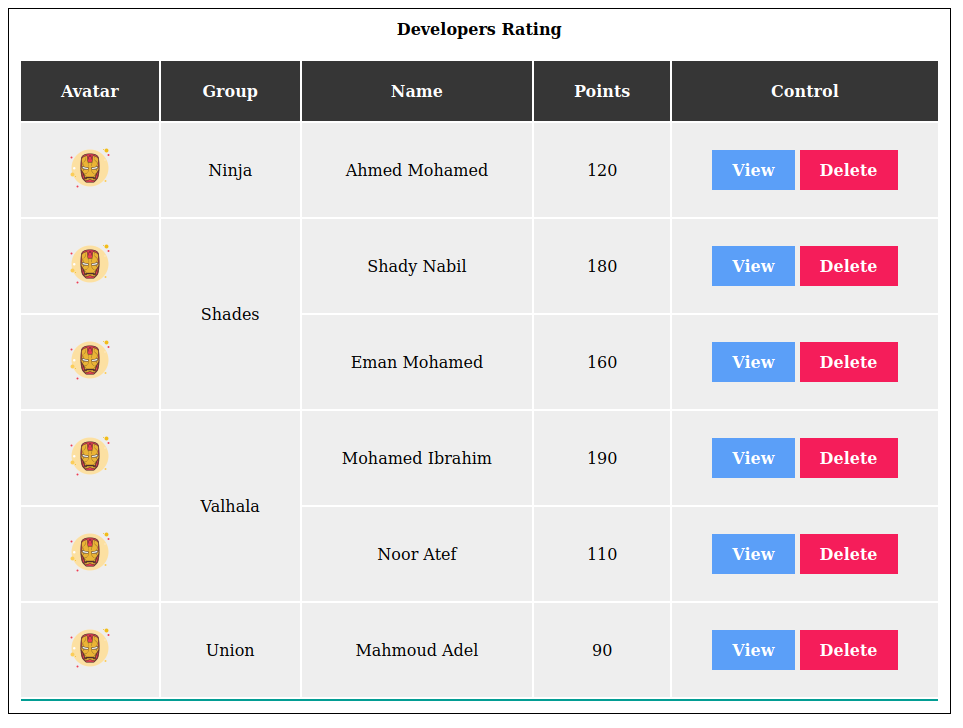 Developers Rating
Avatar Group Name Points Control
Ninja Ahmed Mohamed 120 View Delete
Shady Nabil 180 View Delete
Shades
Eman Mohamed 160 View Delete
Mohamed Ibrahim 190 View Delete
Valhala
Noor Atef 110 View Delete
Union Mahmoud Adel 90 View Delete